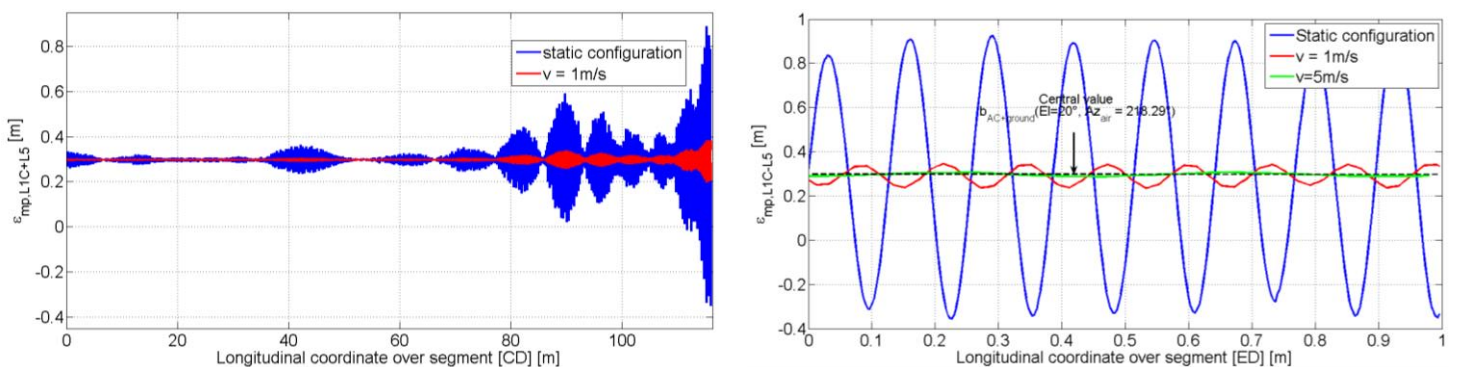 0.8
0.6
0.4
0.2
0
-0.2
-0.4
ε_mp,L1C+L5 [m]
static configuration
v = 1m/s
0 20 40 60 80 100
Longitudinal coordinate over segment [CD] [m]
1
0.8
0.6
0.4
0.2
0
-0.2
-0.4
ε_mp,L1C-L5 [m]
Static configuration
v = 1m/s
v=5m/s
Central value
b_AC+ground(El=20°, Az_air = 218.29°)
0 0.1 0.2 0.3 0.4 0.5 0.6 0.7 0.8 0.9 1
Longitudinal coordinate over segment [ED] [m]